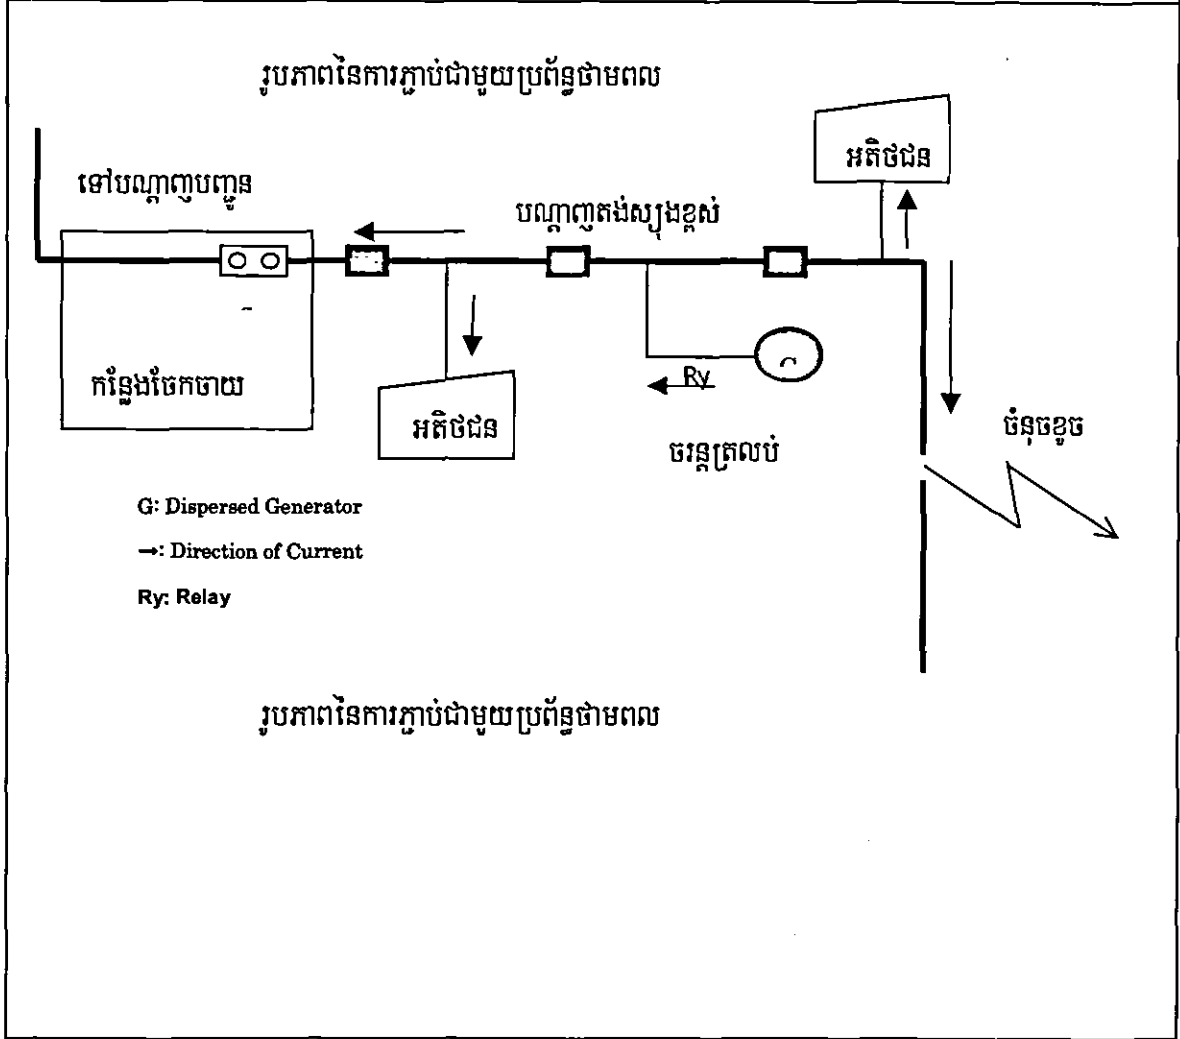 រូបភាពនៃការភ្ជាប់ជាមួយប្រព័ន្ធថាមពល
អតិថជន
ទៅបណ្តាញបញ្ជូន
បណ្តាញតង់ស្យុងខ្ពស់
កន្លែងចែកចាយ
Ry
អតិថជន
ចរន្តត្រលប់
ចំនុចខូច
G: Dispersed Generator
→: Direction of Current
Ry: Relay
រូបភាពនៃការភ្ជាប់ជាមួយប្រព័ន្ធថាមពល